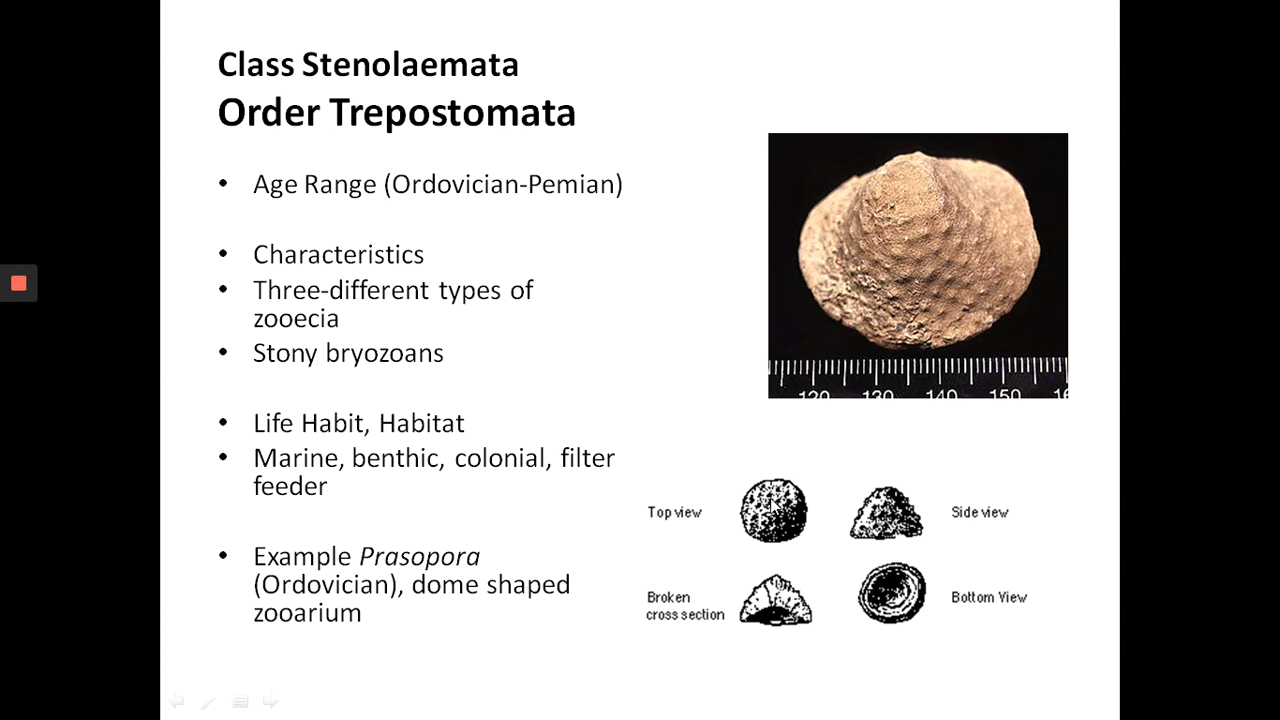 Class Stenolaemata
Order Trepostomata
• Age Range (Ordovician-Pemian)
• Characteristics
• Three-different types of
zooecia
• Stony bryozoans
• Life Habit, Habitat
• Marine, benthic, colonial, filter
feeder
• Example Prasopora
(Ordovician), dome shaped
zooarium
120 130 140 150
Top view
Side view
Broken
cross section
Bottom View